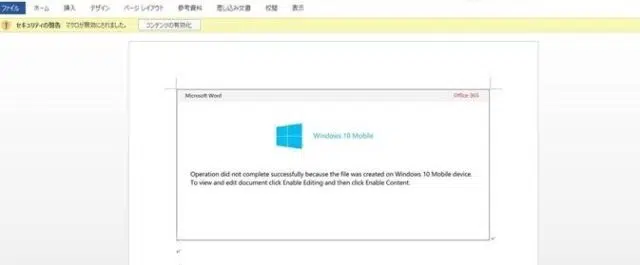 ファイル ホーム 挿入 デザイン ページ レイアウト 参考資料 差し込み文書 校閲 表示
セキュリティの警告 マクロが無効にされました。 コンテンツの有効化
Microsoft Word Office 365
Windows 10 Mobile
Operation did not complete successfully because the file was created on Windows 10 Mobile device.
To view and edit document click Enable Editing and then click Enable Content.